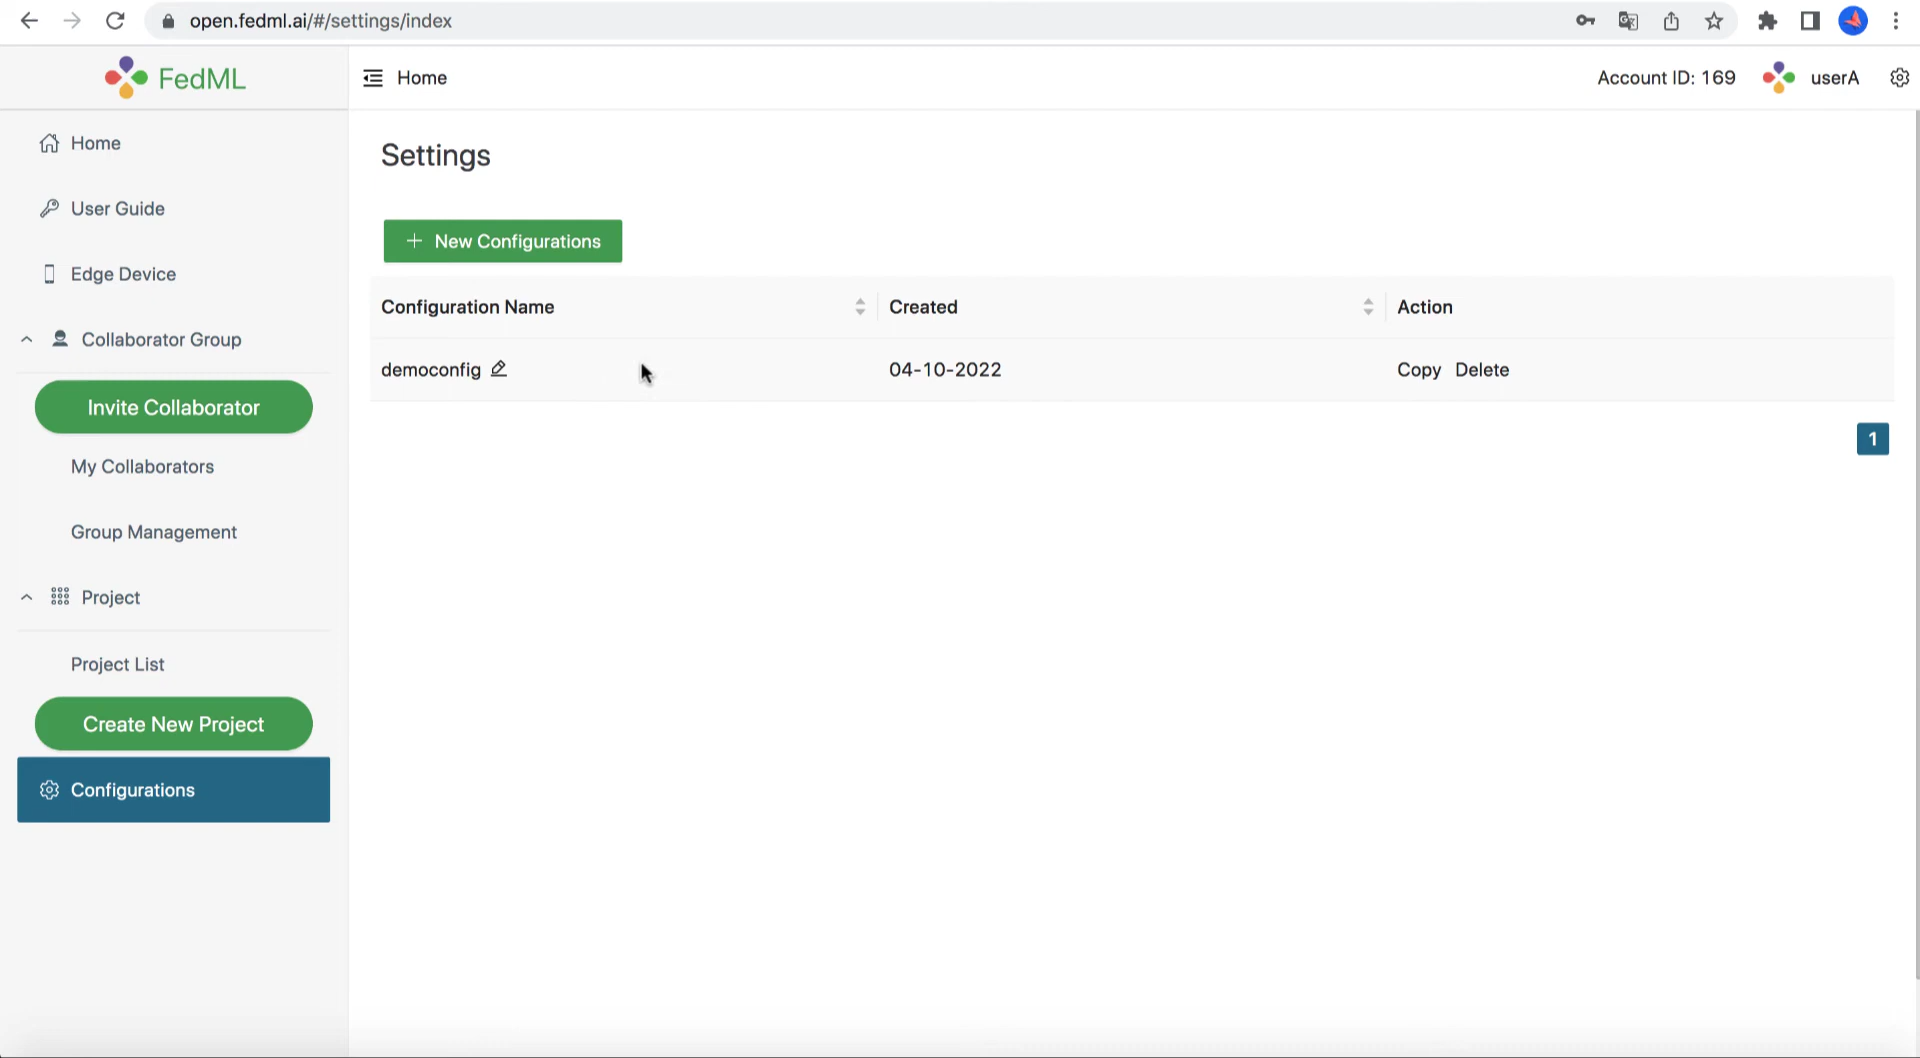 open.fedml.ai/#/settings/index
FedML
Home
Account ID: 169
userA
Home
User Guide
Edge Device
Collaborator Group
Invite Collaborator
My Collaborators
Group Management
Project
Project List
Create New Project
Configurations
Settings
+ New Configurations
Configuration Name Created Action
democonfig 04-10-2022 Copy Delete
1